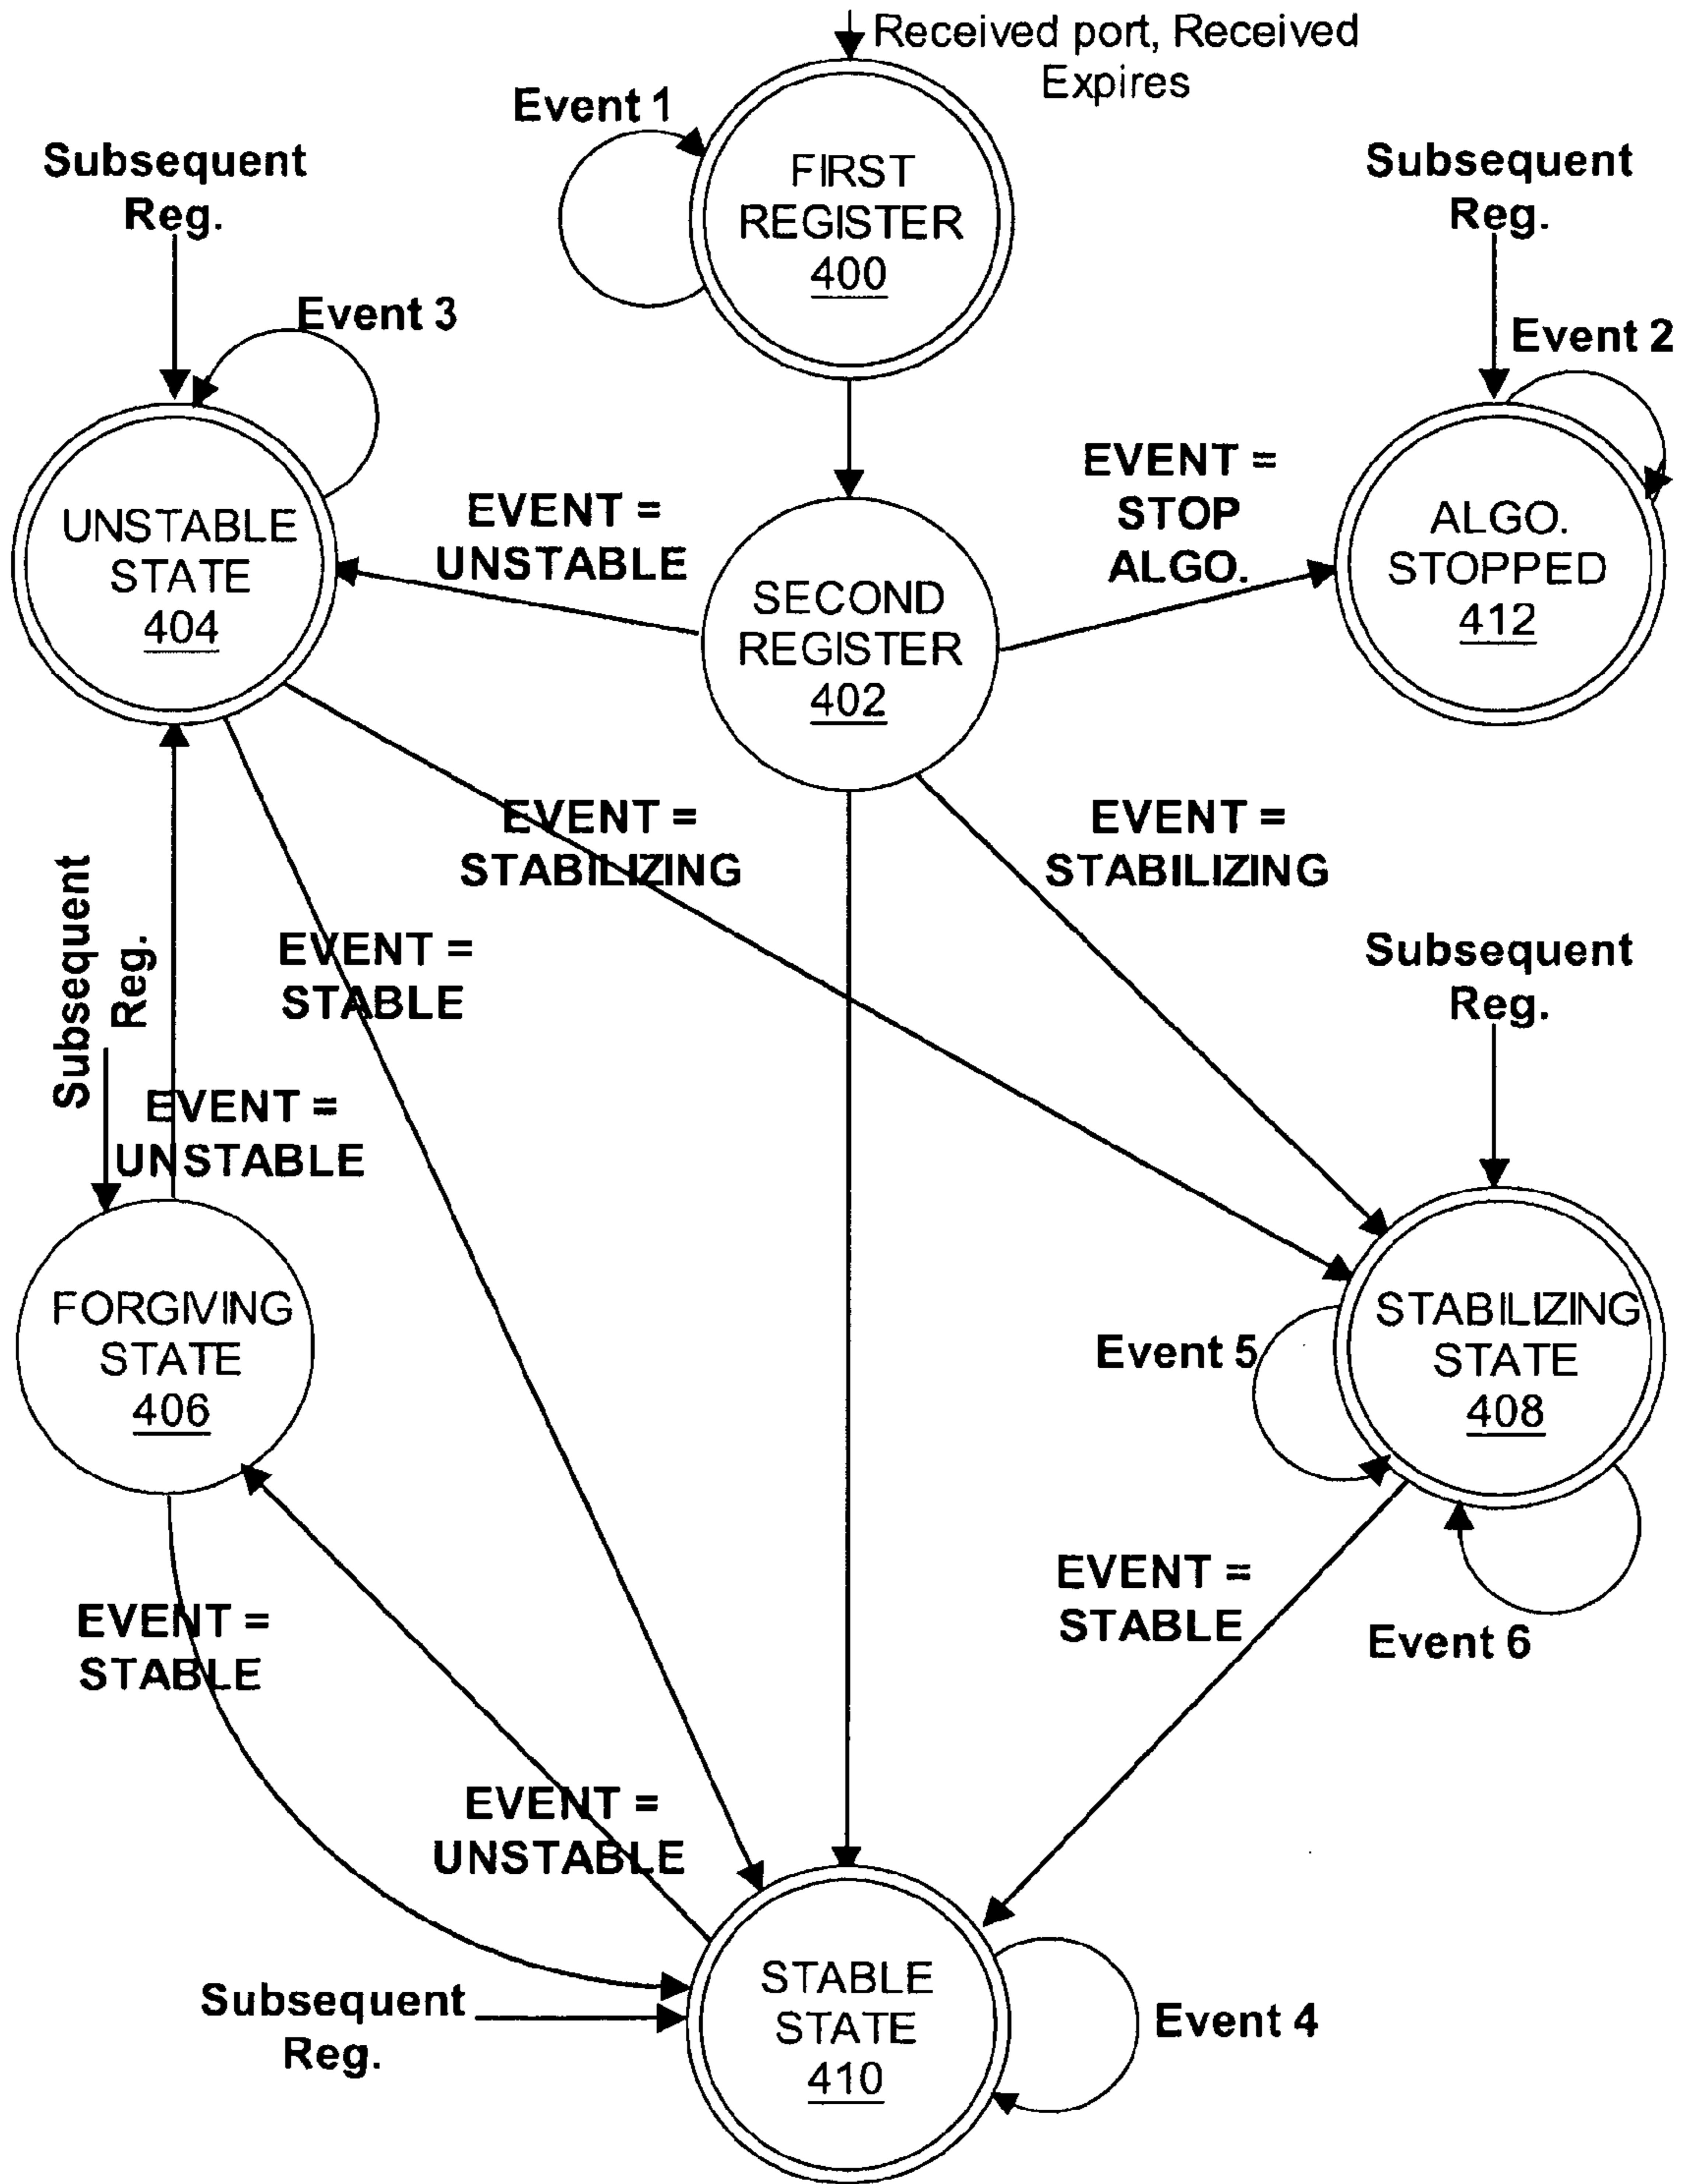 Received port, Received
Expires
Event 1
FIRST
REGISTER
400
Subsequent
Reg.
Subsequent
Reg.
Event 3
Event 2
UNSTABLE
STATE
404
EVENT =
UNSTABLE
SECOND
REGISTER
402
EVENT =
STOP
ALGO.
ALGO.
STOPPED
412
EVENT =
STABILIZING
EVENT =
STABILIZING
EVENT =
STABLE
Subsequent
Reg.
Subsequent
Reg.
EVENT =
UNSTABLE
FORGIVING
STATE
406
Event 5
STABILIZING
STATE
408
EVENT =
STABLE
EVENT =
STABLE
Event 6
EVENT =
UNSTABLE
Subsequent
Reg.
STABLE
STATE
410
Event 4